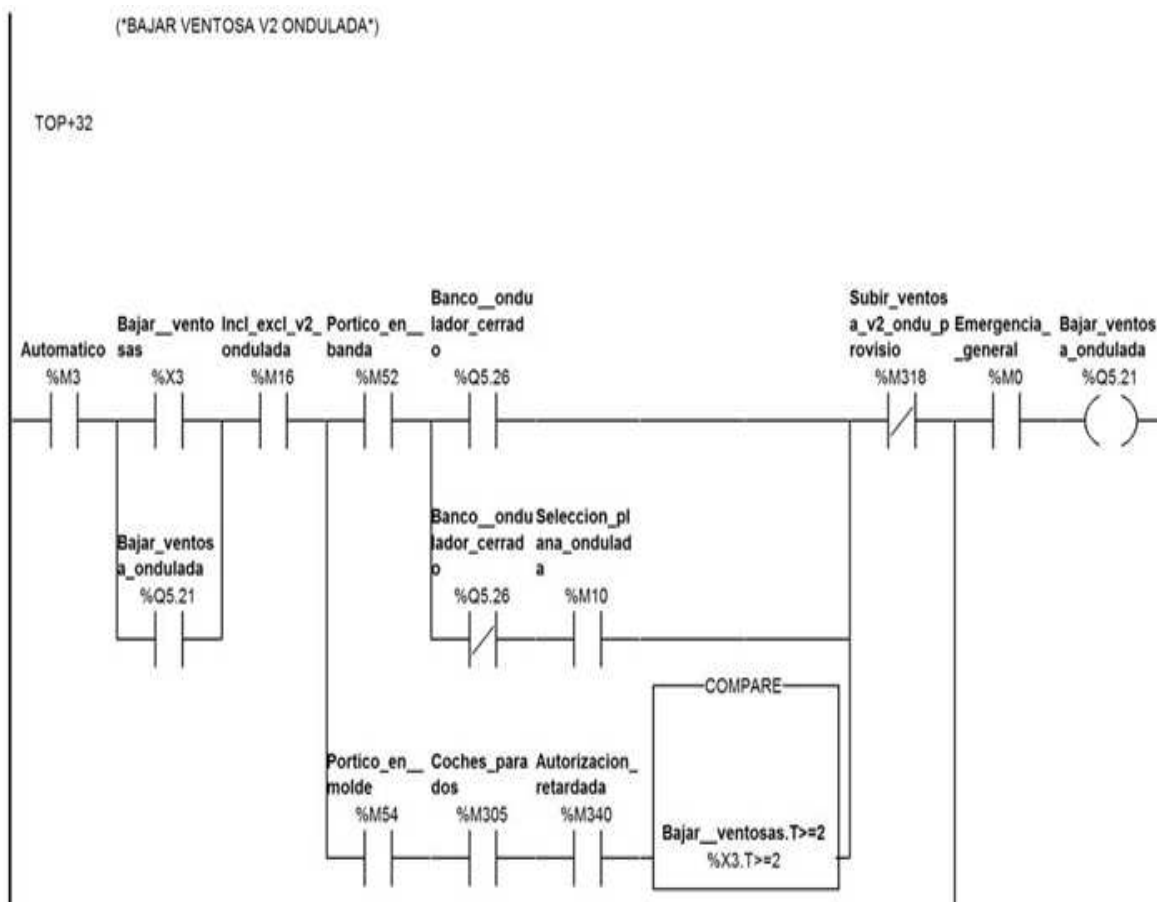 (*BAJAR VENTOSA V2 ONDULADA*)
TOP+32
Automatico
%M3
Bajar__vento
sas
%X3
Incl_excl_v2_
ondulada
%M16
Portico_en__
banda
%M52
Banco__ondu
lador_cerrad
o
%Q5.26
Subir_ventos
a_v2_ondu_p
rovisio
%M318
Emergencia_
_general
%M0
Bajar_ventos
a_ondulada
%Q5.21
Bajar_ventos
a_ondulada
%Q5.21
Banco__ondu
lador_cerrad
o
%Q5.26
Seleccion_pl
ana_ondulad
a
%M10
COMPARE
Portico_en__
molde
%M54
Coches_para
dos
%M305
Autorizacion_
retardada
%M340
Bajar__ventosas.T>=2
%X3.T>=2